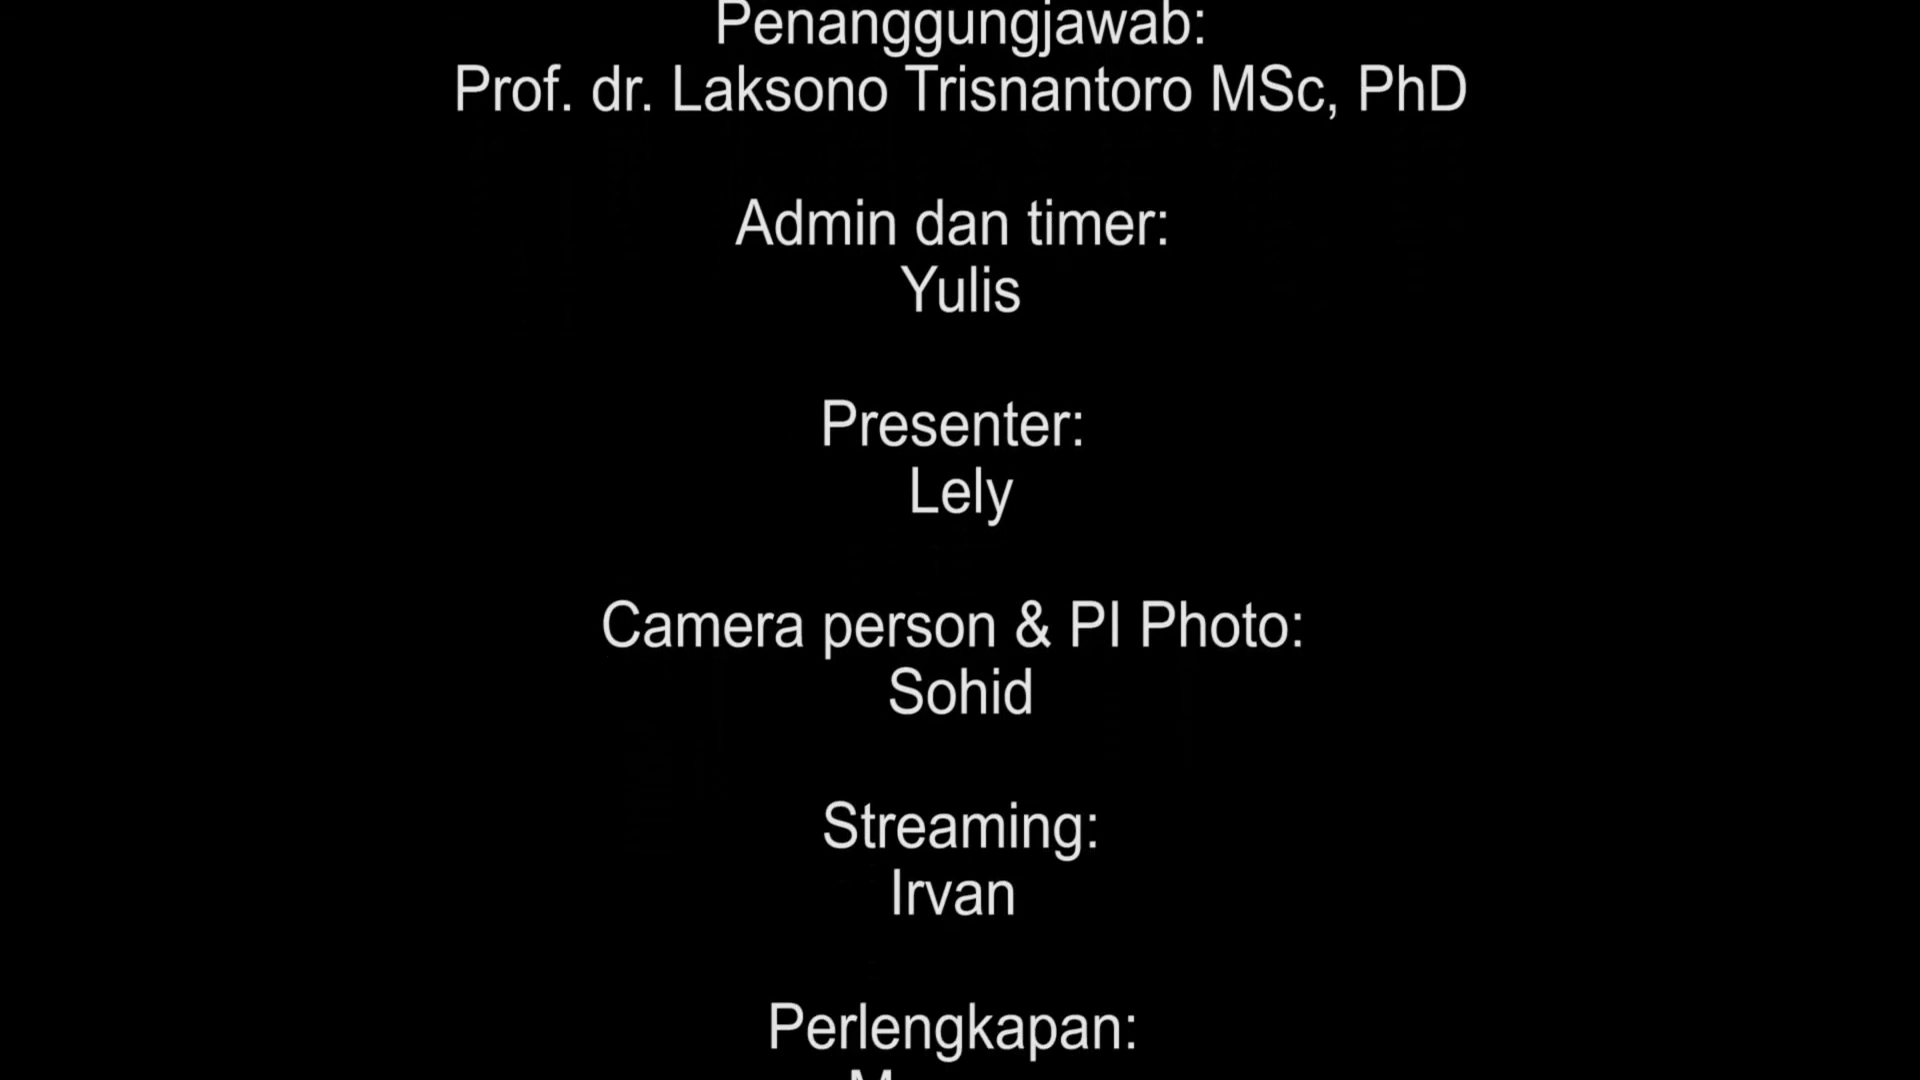 Penanggungjawab:
Prof. dr. Laksono Trisnantoro MSc, PhD
Admin dan timer:
Yulis
Presenter:
Lely
Camera person & PI Photo:
Sohid
Streaming:
Irvan
Perlengkapan: